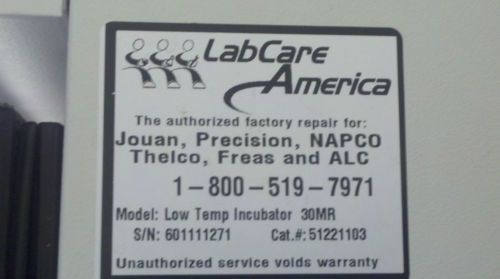 LabCare
America
The authorized factory repair for:
Jouan, Precision, NAPCO
Thelco, Freas and ALC
1-800-519-7971
Model: Low Temp Incubator 30MR
S/N: 601111271 Cat.#: 51221103
Unauthorized service voids warranty